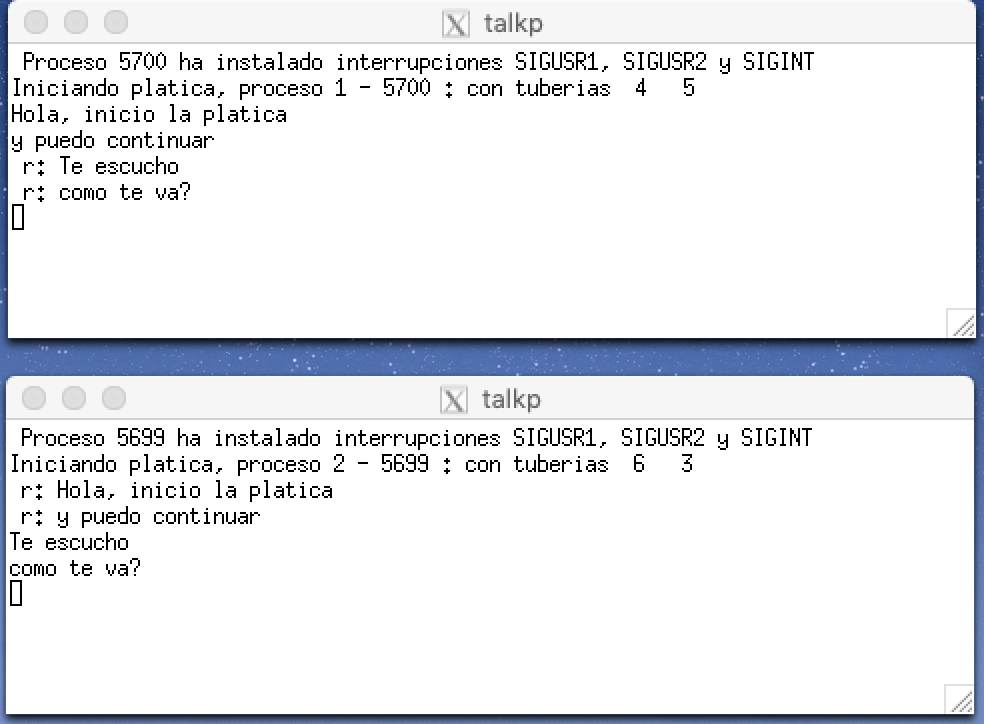 talkp
Proceso 5700 ha instalado interrupciones SIGUSR1, SIGUSR2 y SIGINT
Iniciando platica, proceso 1 - 5700 : con tuberias  4   5
Hola, inicio la platica
y puedo continuar
r: Te escucho
r: como te va?
talkp
Proceso 5699 ha instalado interrupciones SIGUSR1, SIGUSR2 y SIGINT
Iniciando platica, proceso 2 - 5699 : con tuberias  6   3
r: Hola, inicio la platica
r: y puedo continuar
Te escucho
como te va?